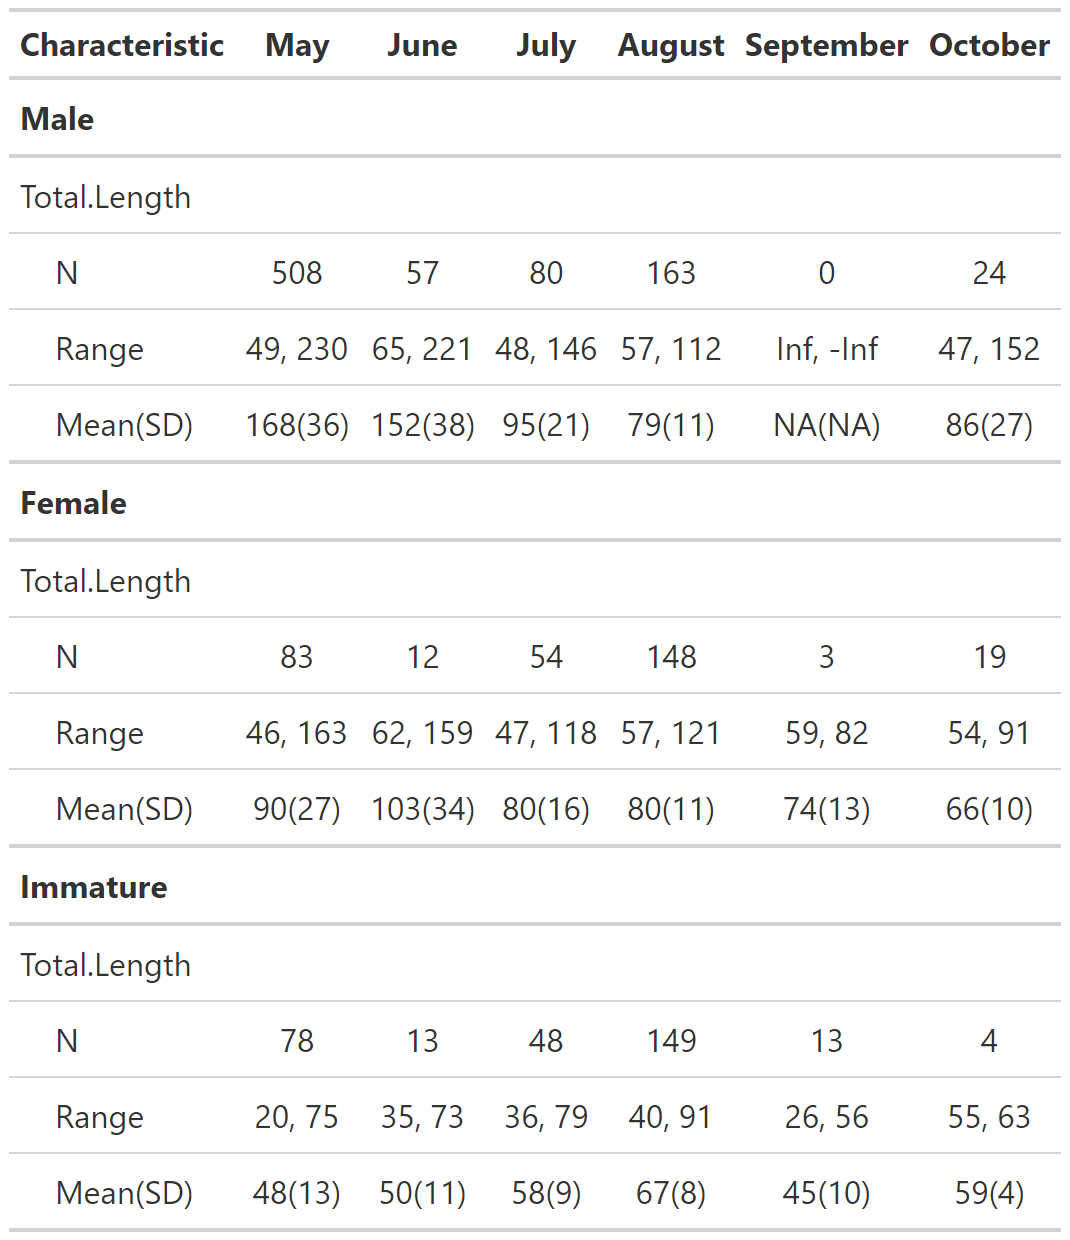 Characteristic May June July August September October
Male
Total.Length
N 508 57 80 163 0 24
Range 49, 230 65, 221 48, 146 57, 112 Inf, -Inf 47, 152
Mean(SD) 168(36) 152(38) 95(21) 79(11) NA(NA) 86(27)
Female
Total.Length
N 83 12 54 148 3 19
Range 46, 163 62, 159 47, 118 57, 121 59, 82 54, 91
Mean(SD) 90(27) 103(34) 80(16) 80(11) 74(13) 66(10)
Immature
Total.Length
N 78 13 48 149 13 4
Range 20, 75 35, 73 36, 79 40, 91 26, 56 55, 63
Mean(SD) 48(13) 50(11) 58(9) 67(8) 45(10) 59(4)